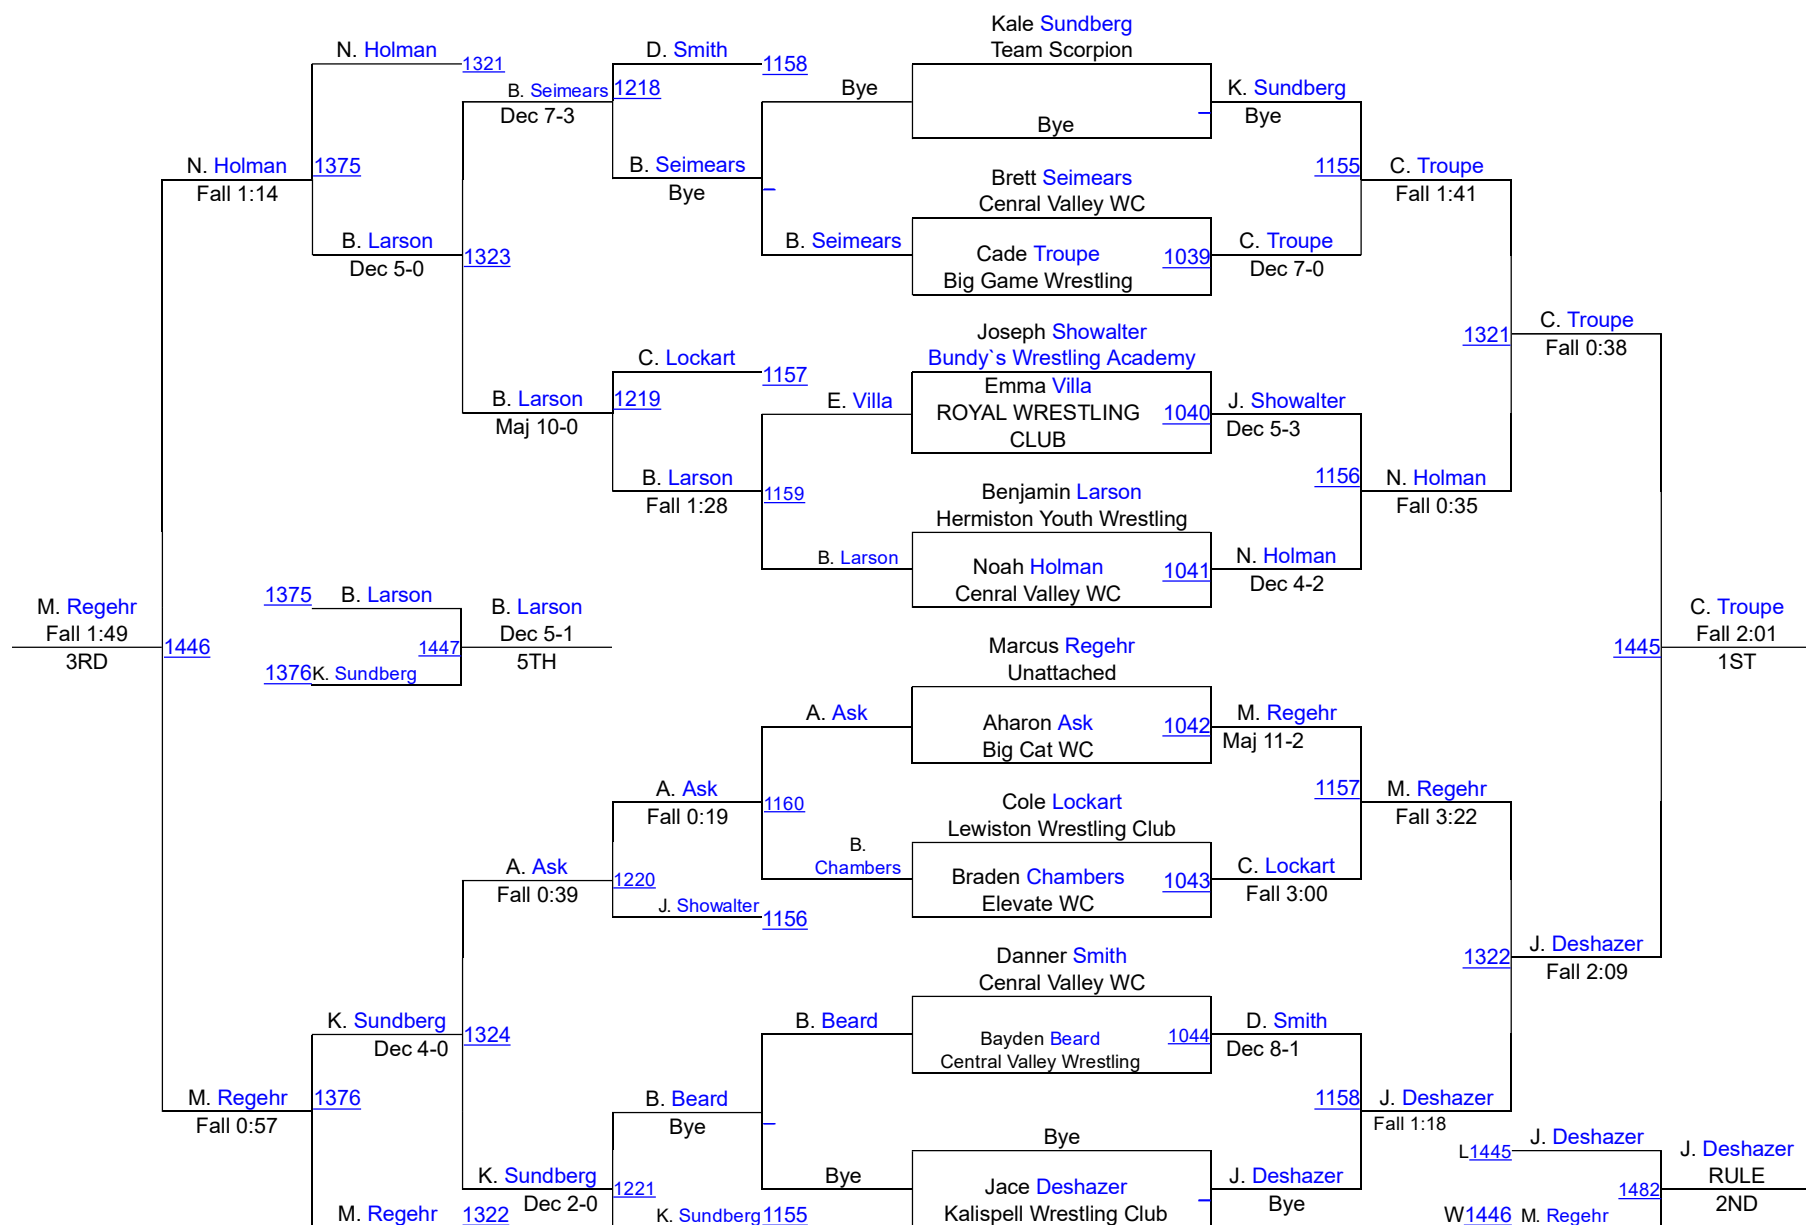 Kale Sundberg
Team Scorpion
N. Holman
1321
D. Smith
1158
B. Seimears
1218
Dec 7-3
Bye
Bye
K. Sundberg
Bye
N. Holman
1375
Fall 1:14
B. Seimears
Bye
Brett Seimears
Cenral Valley WC
1155
C. Troupe
Fall 1:41
B. Larson
Dec 5-0
1323
B. Seimears
Cade Troupe
Big Game Wrestling
1039
C. Troupe
Dec 7-0
Joseph Showalter
Bundy`s Wrestling Academy
1321
C. Troupe
Fall 0:38
C. Lockart
1157
B. Larson
1219
Maj 10-0
E. Villa
Emma Villa
ROYAL WRESTLING
CLUB
1040
J. Showalter
Dec 5-3
B. Larson
Fall 1:28
1159
Benjamin Larson
Hermiston Youth Wrestling
1156
N. Holman
Fall 0:35
B. Larson
Noah Holman
Cenral Valley WC
1041
N. Holman
Dec 4-2
M. Regehr
Fall 1:49
3RD
1446
1375
B. Larson
1447
1376
K. Sundberg
B. Larson
Dec 5-1
5TH
Marcus Regehr
Unattached
1445
C. Troupe
Fall 2:01
1ST
A. Ask
Aharon Ask
Big Cat WC
1042
M. Regehr
Maj 11-2
A. Ask
Fall 0:19
1160
Cole Lockart
Lewiston Wrestling Club
1157
M. Regehr
Fall 3:22
A. Ask
Fall 0:39
1220
B.
Chambers
Braden Chambers
Elevate WC
1043
C. Lockart
Fall 3:00
J. Showalter
1156
Danner Smith
Cenral Valley WC
1322
J. Deshazer
Fall 2:09
K. Sundberg
Dec 4-0
1324
B. Beard
Bayden Beard
Central Valley Wrestling
1044
D. Smith
Dec 8-1
M. Regehr
Fall 0:57
1376
B. Beard
Bye
Bye
1158
J. Deshazer
Fall 1:18
K. Sundberg
Dec 2-0
1221
Bye
Jace Deshazer
Kalispell Wrestling Club
J. Deshazer
Bye
L1445
J. Deshazer
1482
J. Deshazer
RULE
2ND
M. Regehr
1322
K. Sundberg
1155
W1446
M. Regehr